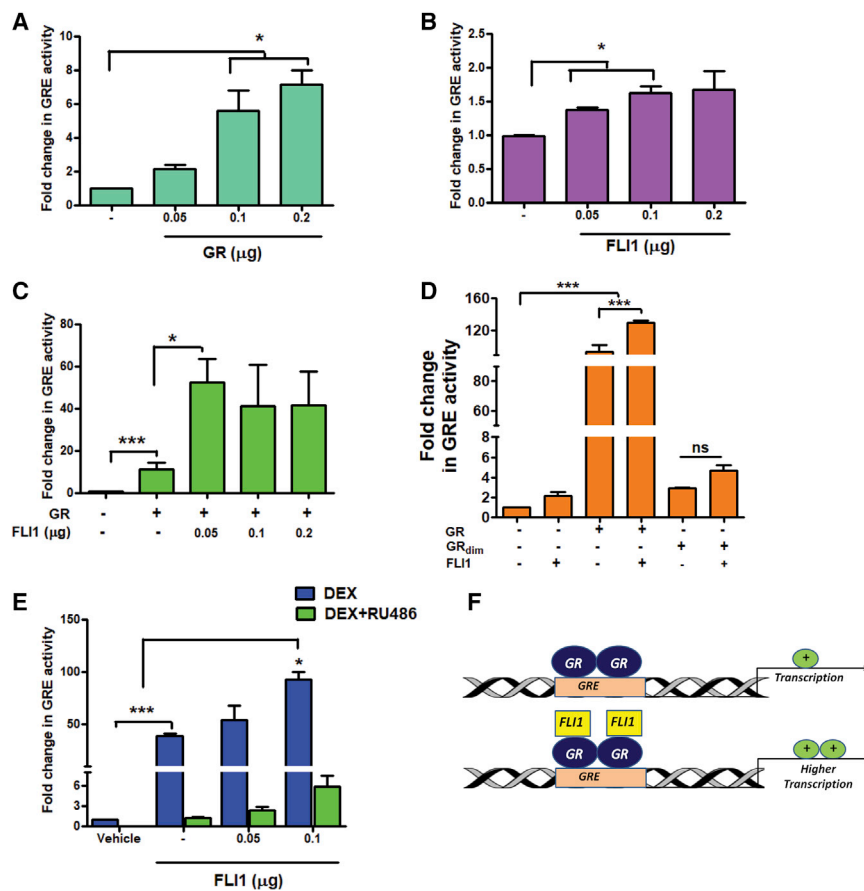 A
Fold change in GRE activity
10
8
6
4
2
0
*
- 0.05 0.1 0.2
GR (μg)
B
Fold change in GRE activity
2.5
2.0
1.5
1.0
0.5
0.0
*
- 0.05 0.1 0.2
FLI1 (μg)
C
Fold change in GRE activity
80
60
40
20
0
***
*
GR - + + + +
FLI1 (μg) - - 0.05 0.1 0.2
D
Fold change
in GRE activity
120
80
60
40
6
4
2
0
***
***
ns
GR - - + + - -
GRdim - - - - + +
FLI1 - + - + - +
E
DEX
DEX+RU486
Fold change in GRE activity
150
100
50
6
3
0
***
*
Vehicle - 0.05 0.1
FLI1 (μg)
F
GR GR
GRE
+
Transcription
FLI1 FLI1
GR GR
GRE
+ +
Higher
Transcription